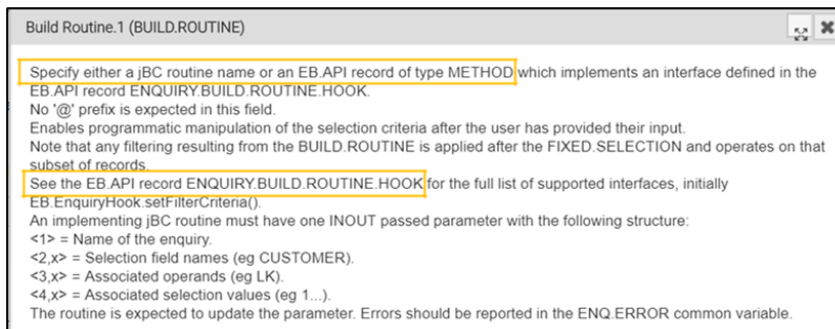 Build Routine.1 (BUILD.ROUTINE)
Specify either a jBC routine name or an EB.API record of type METHOD which implements an interface defined in the
EB.API record ENQUIRY.BUILD.ROUTINE.HOOK.
No '@' prefix is expected in this field.
Enables programmatic manipulation of the selection criteria after the user has provided their input.
Note that any filtering resulting from the BUILD.ROUTINE is applied after the FIXED.SELECTION and operates on that
subset of records.
See the EB.API record ENQUIRY.BUILD.ROUTINE.HOOK for the full list of supported interfaces, initially
EB.EnquiryHook.setFilterCriteria().
An implementing jBC routine must have one INOUT passed parameter with the following structure:
<1> = Name of the enquiry.
<2,x> = Selection field names (eg CUSTOMER).
<3,x> = Associated operands (eg LK).
<4,x> = Associated selection values (eg 1...).
The routine is expected to update the parameter. Errors should be reported in the ENQ.ERROR common variable.